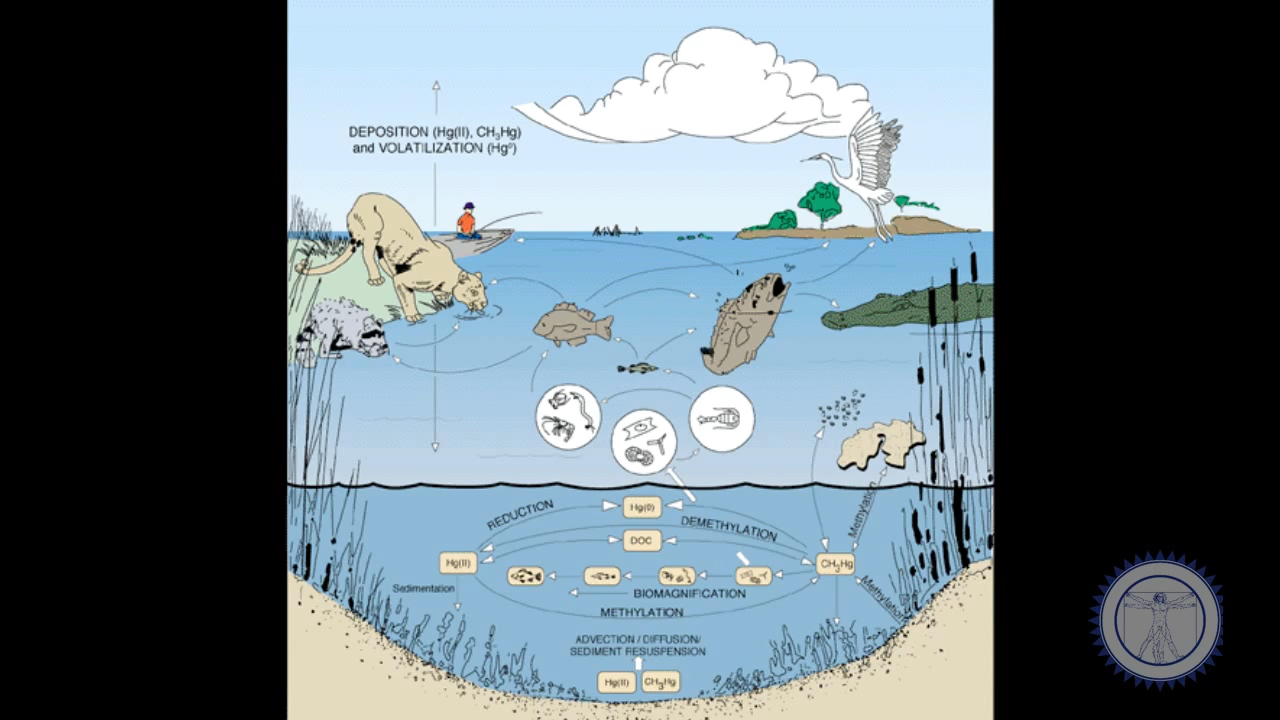 DEPOSITION (Hg(II), CH₃Hg)
and VOLATILIZATION (Hg⁰)
REDUCTION
Hg(0)
DEMETHYLATION
Methylation
DOC
Hg(II)
CH₃Hg
Sedimentation
BIOMAGNIFICATION
Methylation
METHYLATION
ADVECTION / DIFFUSION/
SEDIMENT RESUSPENSION
Hg(II)
CH₃Hg